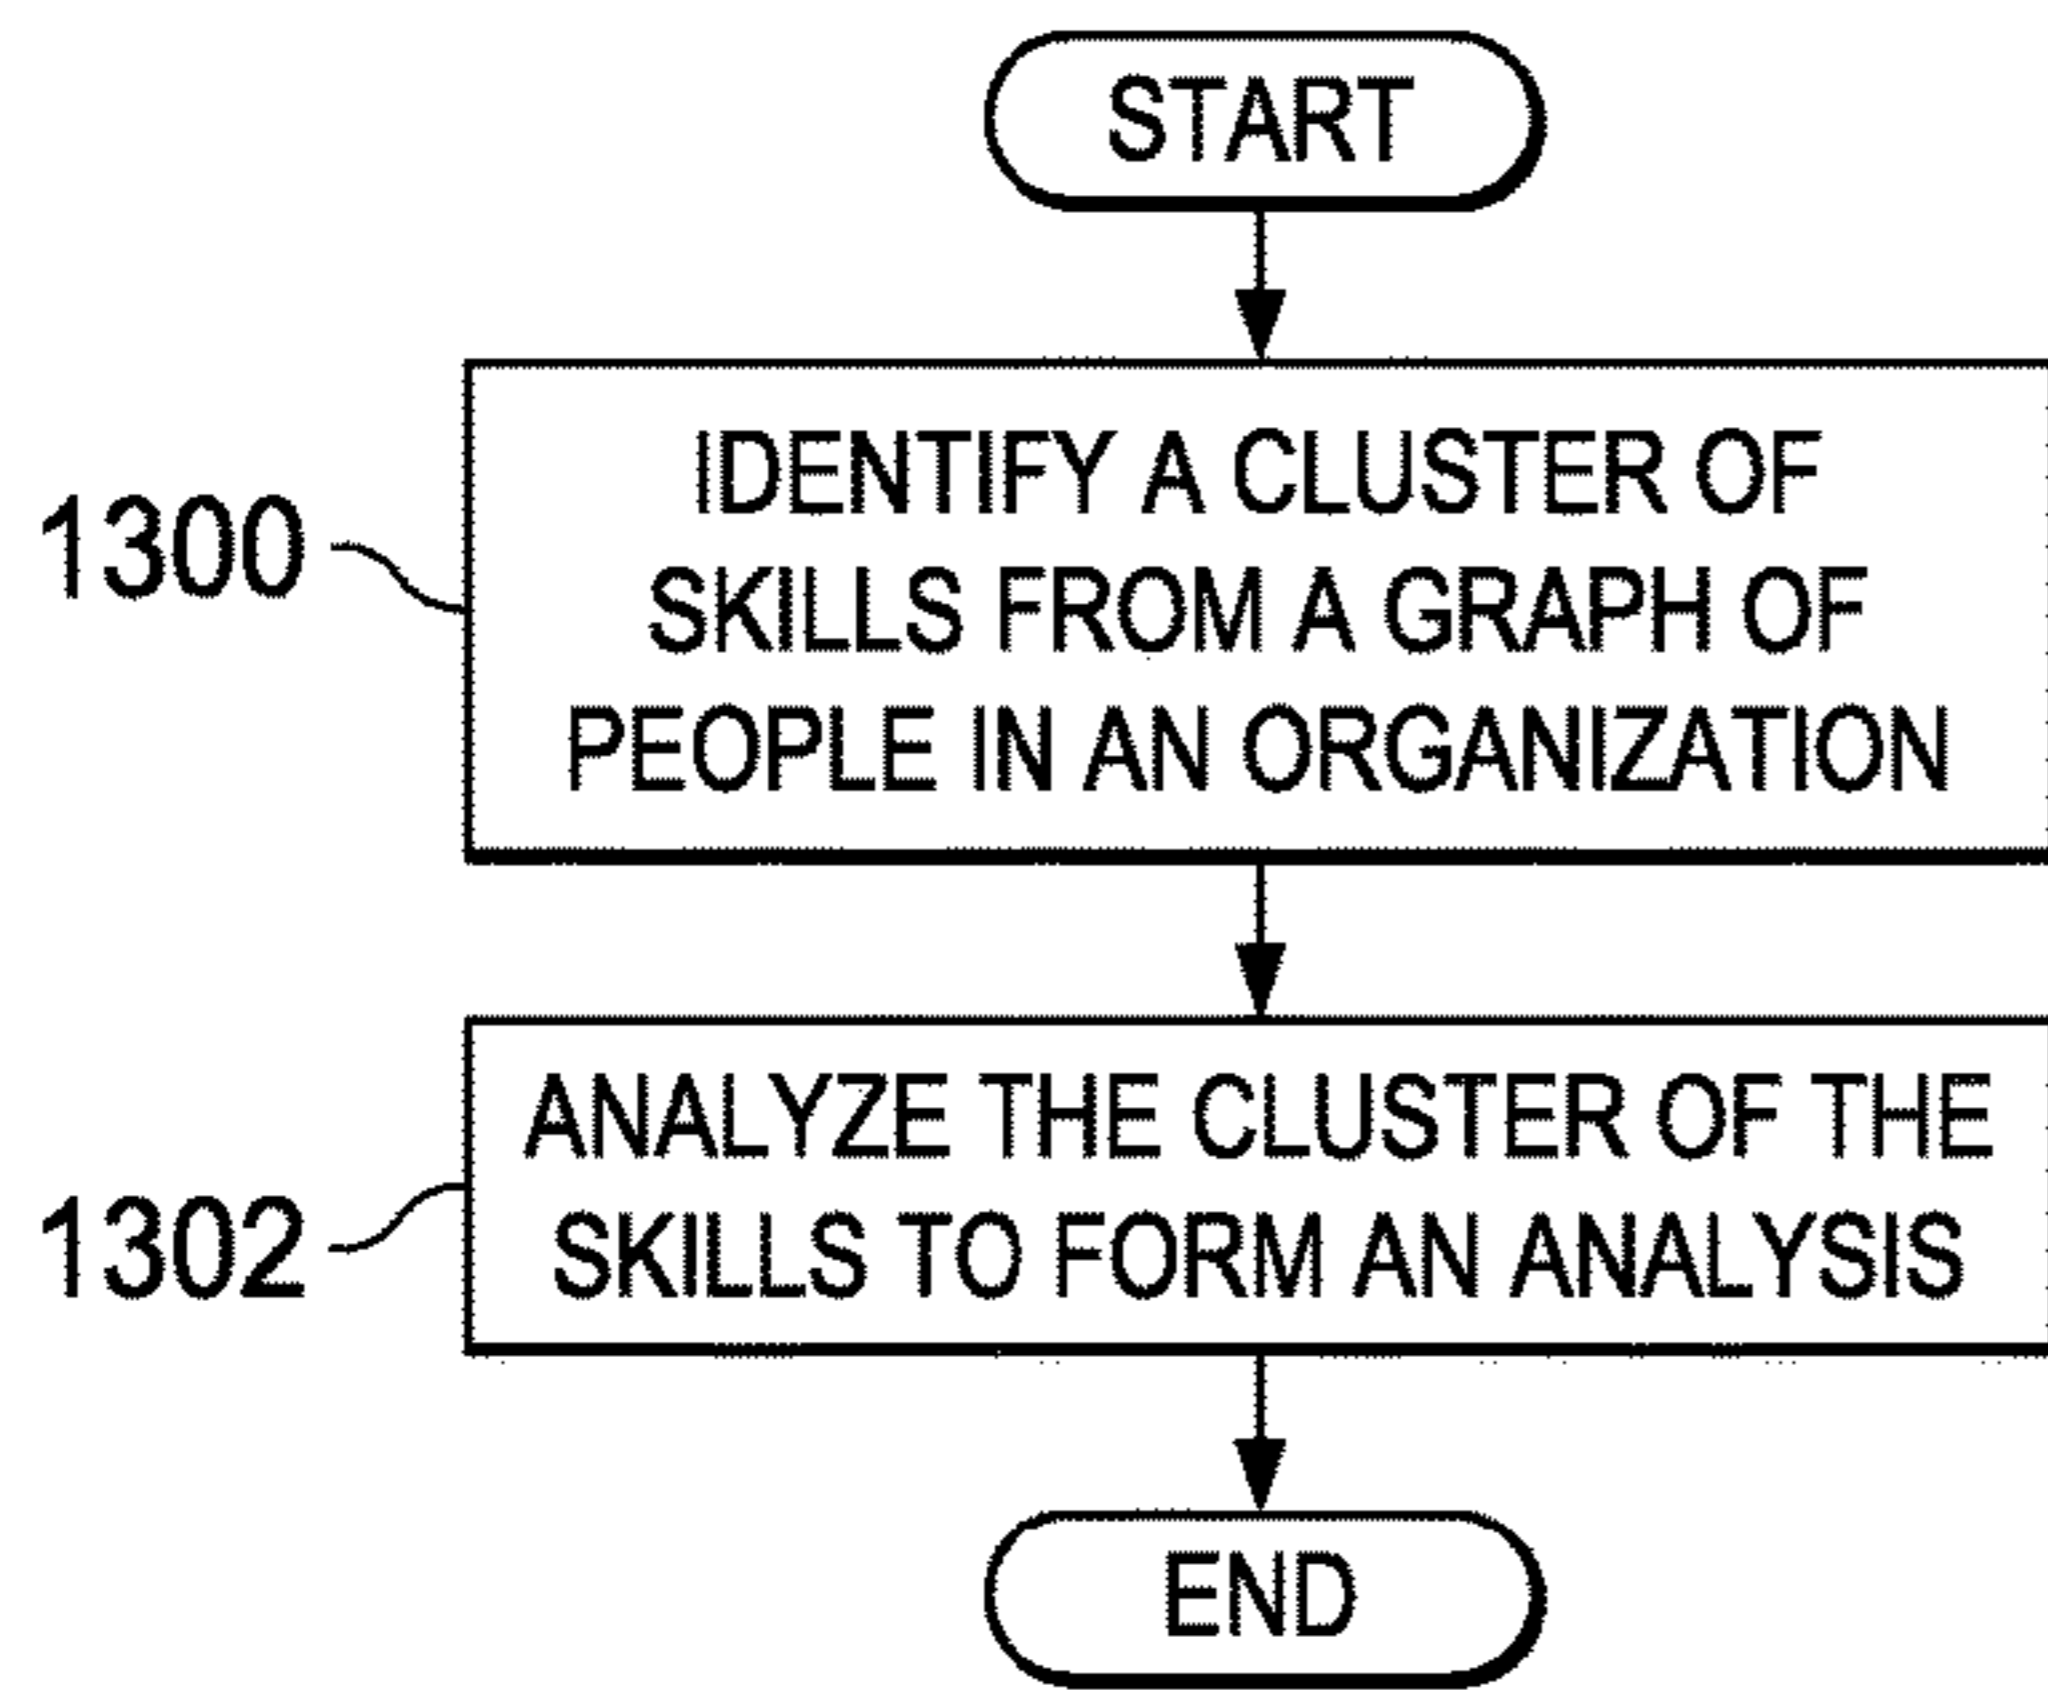 START
1300
IDENTIFY A CLUSTER OF
SKILLS FROM A GRAPH OF
PEOPLE IN AN ORGANIZATION
1302
ANALYZE THE CLUSTER OF THE
SKILLS TO FORM AN ANALYSIS
END